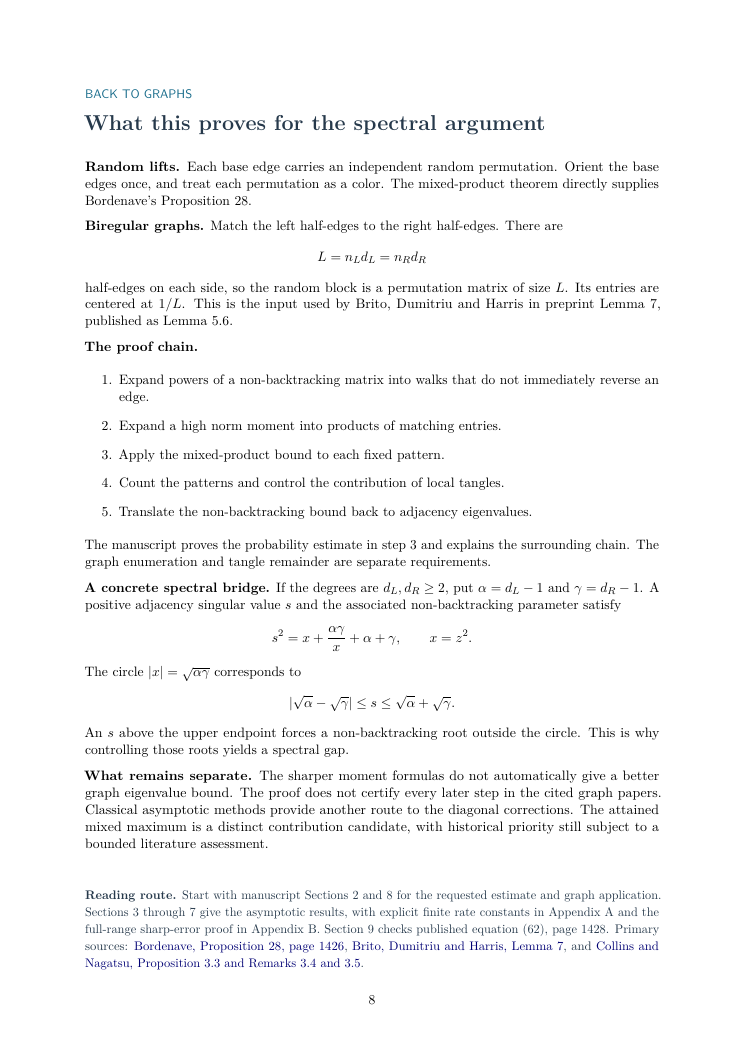 BACK TO GRAPHS
What this proves for the spectral argument
Random lifts. Each base edge carries an independent random permutation. Orient the base
edges once, and treat each permutation as a color. The mixed-product theorem directly supplies
Bordenave's Proposition 28.
Biregular graphs. Match the left half-edges to the right half-edges. There are
L = n_L d_L = n_R d_R
half-edges on each side, so the random block is a permutation matrix of size L. Its entries are
centered at 1/L. This is the input used by Brito, Dumitriu and Harris in preprint Lemma 7,
published as Lemma 5.6.
The proof chain.
1. Expand powers of a non-backtracking matrix into walks that do not immediately reverse an
edge.
2. Expand a high norm moment into products of matching entries.
3. Apply the mixed-product bound to each fixed pattern.
4. Count the patterns and control the contribution of local tangles.
5. Translate the non-backtracking bound back to adjacency eigenvalues.
The manuscript proves the probability estimate in step 3 and explains the surrounding chain. The
graph enumeration and tangle remainder are separate requirements.
A concrete spectral bridge. If the degrees are d_L, d_R ≥ 2, put α = d_L − 1 and γ = d_R − 1. A
positive adjacency singular value s and the associated non-backtracking parameter satisfy
s² = x + αγ/x + α + γ, x = z².
The circle |x| = √αγ corresponds to
|√α − √γ| ≤ s ≤ √α + √γ.
An s above the upper endpoint forces a non-backtracking root outside the circle. This is why
controlling those roots yields a spectral gap.
What remains separate. The sharper moment formulas do not automatically give a better
graph eigenvalue bound. The proof does not certify every later step in the cited graph papers.
Classical asymptotic methods provide another route to the diagonal corrections. The attained
mixed maximum is a distinct contribution candidate, with historical priority still subject to a
bounded literature assessment.
Reading route. Start with manuscript Sections 2 and 8 for the requested estimate and graph application.
Sections 3 through 7 give the asymptotic results, with explicit finite rate constants in Appendix A and the
full-range sharp-error proof in Appendix B. Section 9 checks published equation (62), page 1428. Primary
sources: Bordenave, Proposition 28, page 1426, Brito, Dumitriu and Harris, Lemma 7, and Collins and
Nagatsu, Proposition 3.3 and Remarks 3.4 and 3.5.
8